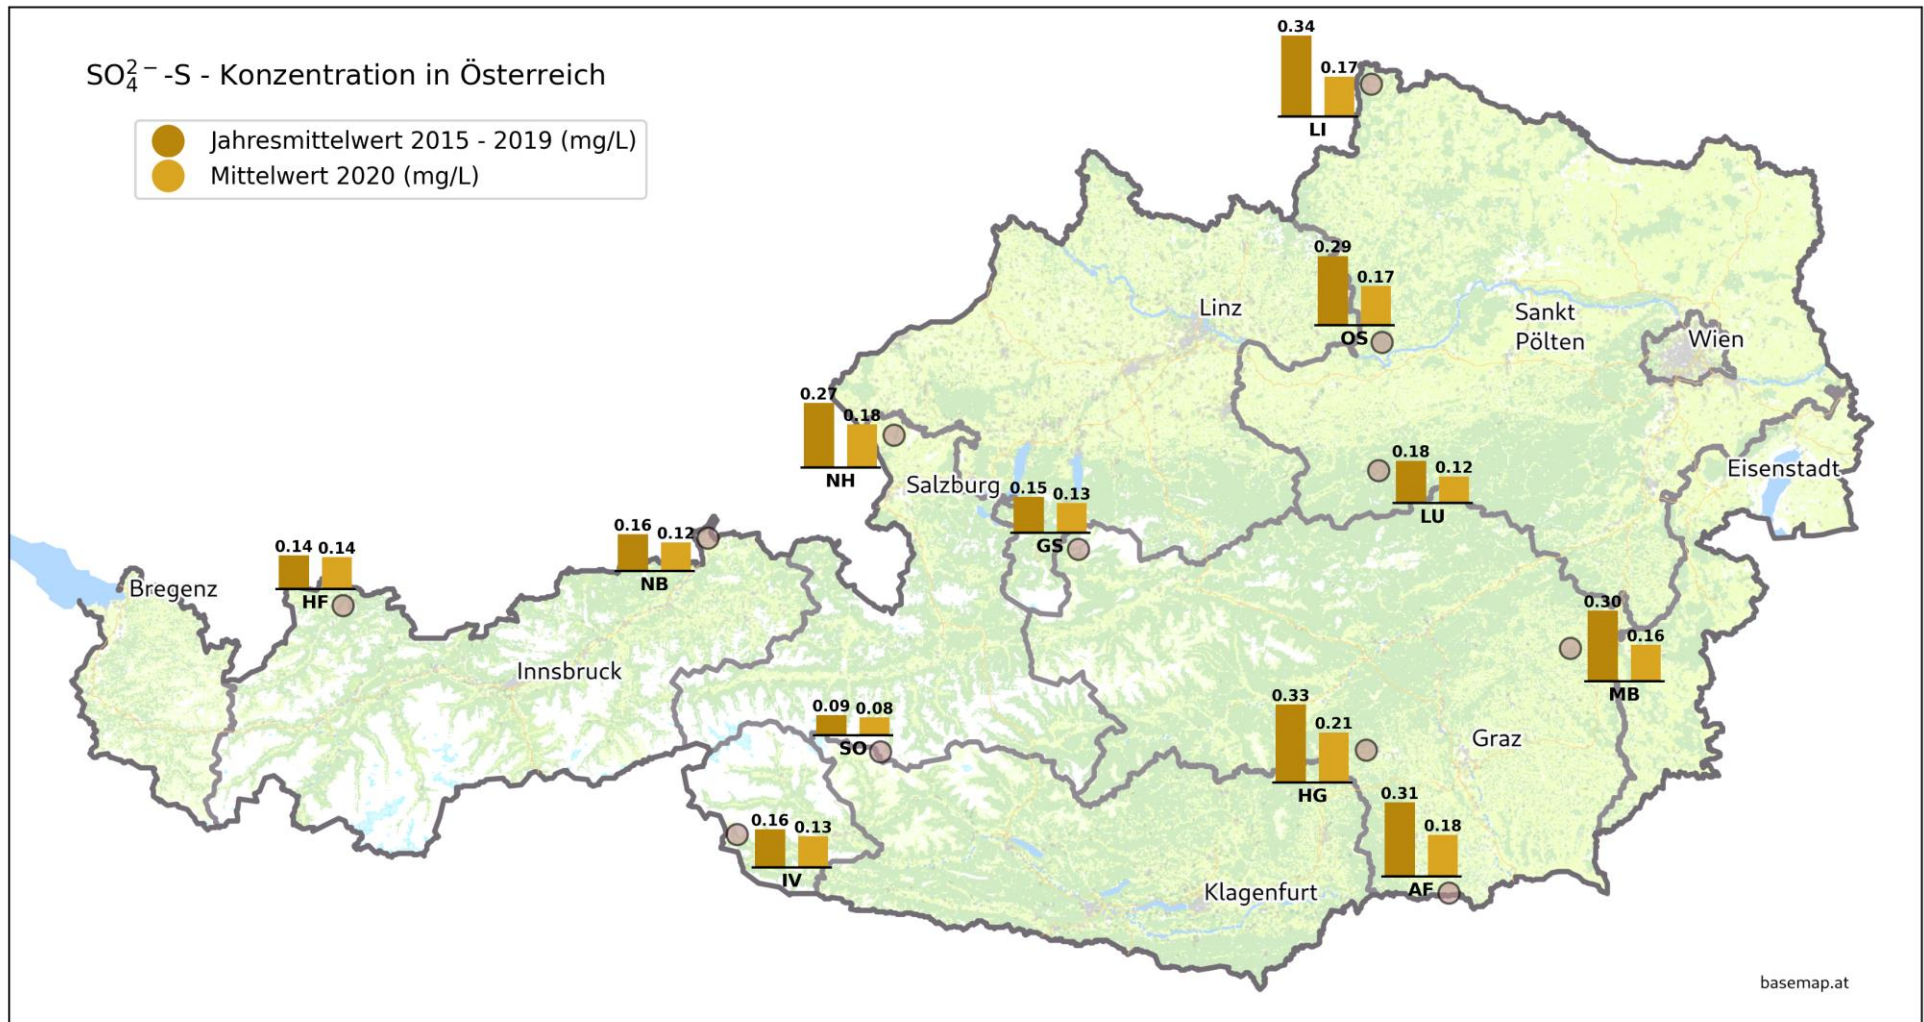 SO₄²⁻-S - Konzentration in Österreich
Jahresmittelwert 2015 - 2019 (mg/L)
Mittelwert 2020 (mg/L)
0.34
0.17
LI
0.29
0.17
OS
Linz
Sankt
Pölten
Wien
0.27
0.18
NH
Salzburg
0.15
0.13
GS
0.18
0.12
LU
Eisenstadt
0.16
0.12
NB
0.14
0.14
HF
Bregenz
Innsbruck
0.30
0.16
MB
0.09
0.08
SO
0.33
0.21
HG
Graz
0.31
0.18
AF
0.16
0.13
IV
Klagenfurt
basemap.at